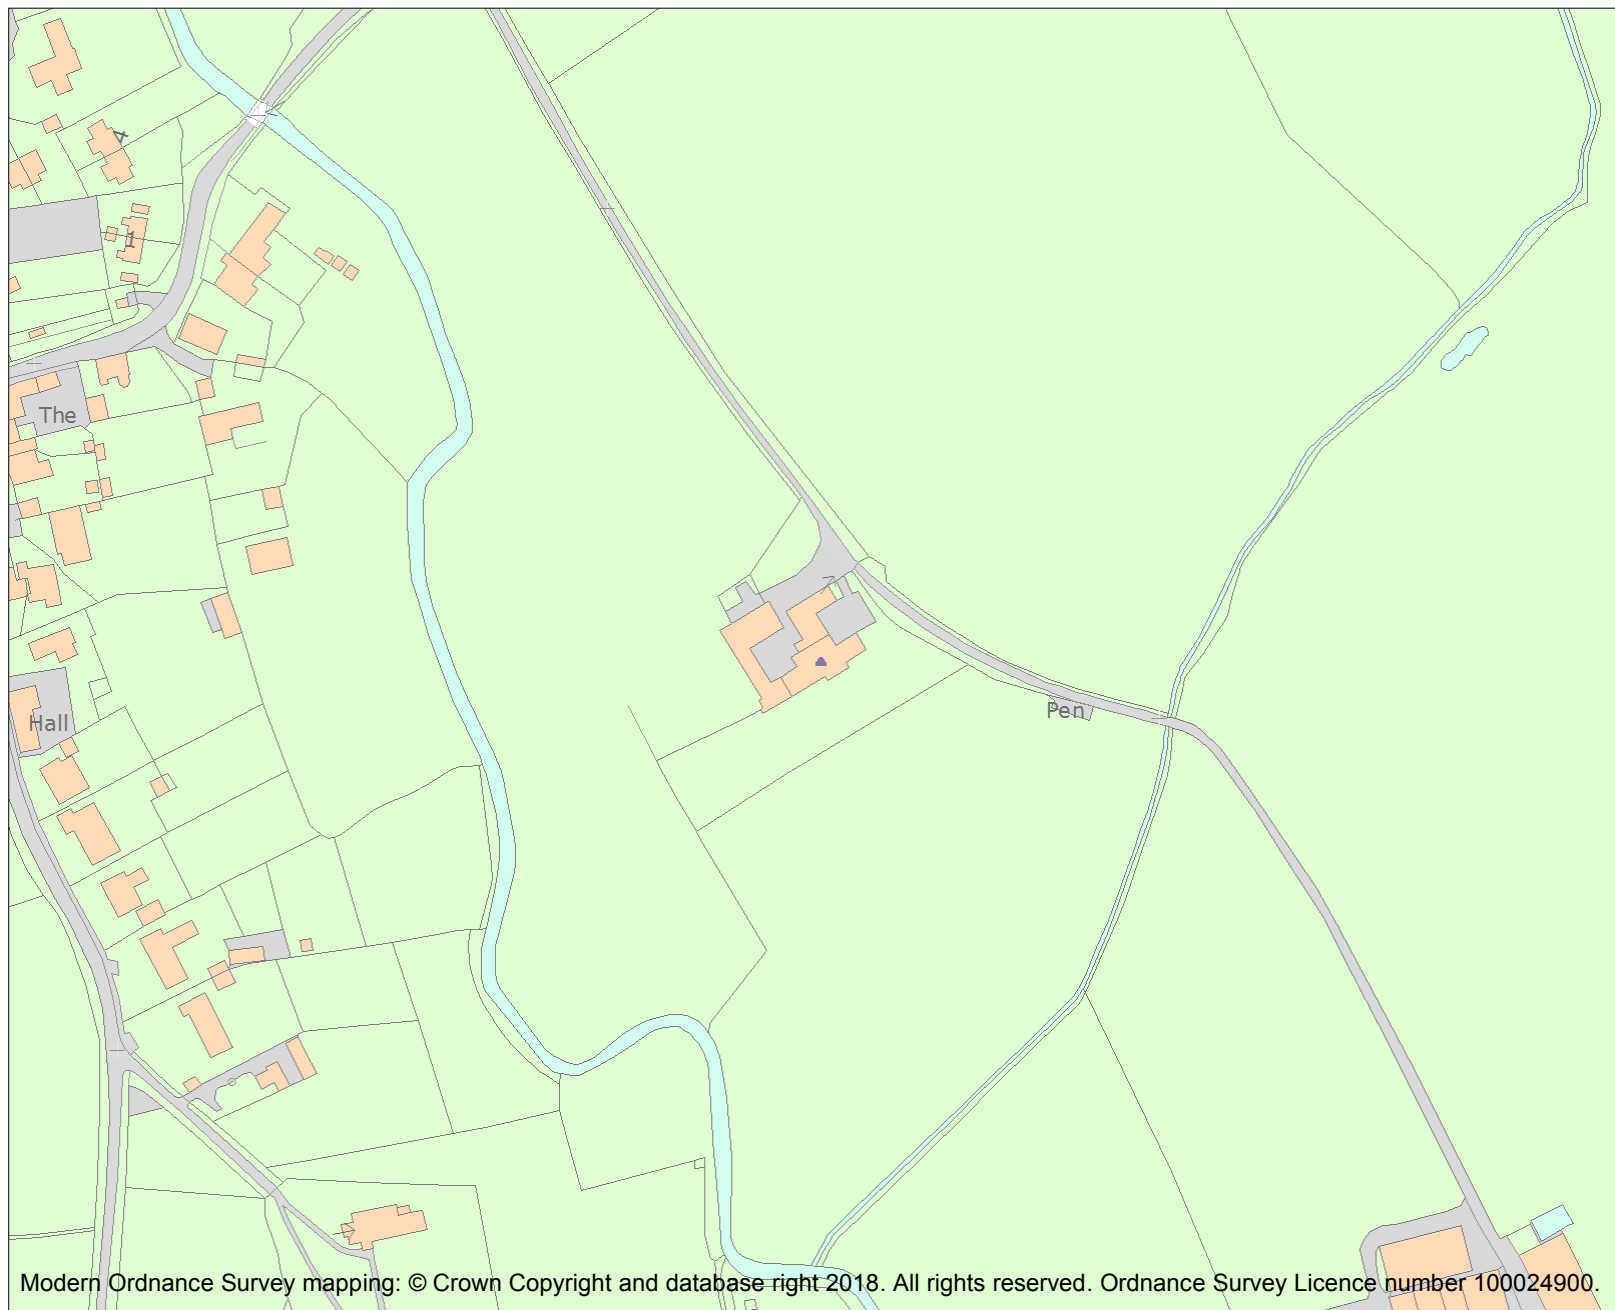 4
1
The
Pen
Hall
Modern Ordnance Survey mapping: © Crown Copyright and database right 2018. All rights reserved. Ordnance Survey Licence number 100024900.